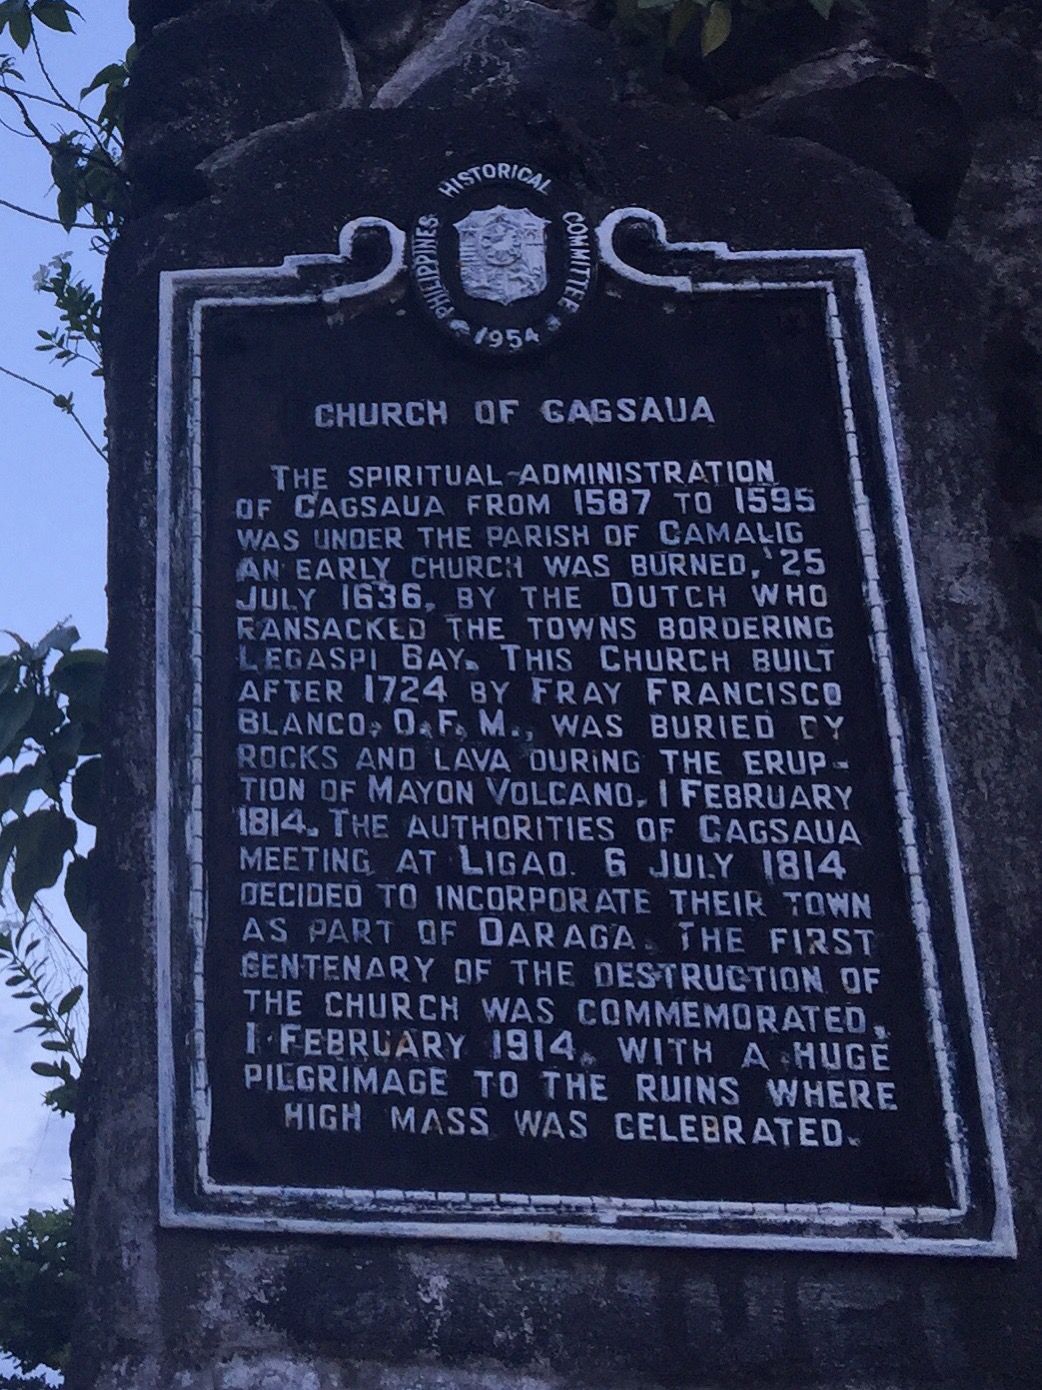 PHILIPPINES HISTORICAL COMMITTEE
1954
CHURCH OF CAGSAUA
THE SPIRITUAL-ADMINISTRATION
OF CAGSAUA FROM 1587 TO 1595
WAS UNDER THE PARISH OF CAMALIG
AN EARLY CHURCH WAS BURNED, '25
JULY 1636, BY THE DUTCH WHO
RANSACKED THE TOWNS BORDERING
LEGASPI BAY. THIS CHURCH BUILT
AFTER 1724 BY FRAY FRANCISCO
BLANCO, O.F.M., WAS BURIED BY
ROCKS AND LAVA DURING THE ERUP-
TION OF MAYON VOLCANO, 1 FEBRUARY
1814. THE AUTHORITIES OF CAGSAUA
MEETING AT LIGAO. 6 JULY 1814
DECIDED TO INCORPORATE THEIR TOWN
AS PART OF DARAGA. THE FIRST
CENTENARY OF THE DESTRUCTION OF
THE CHURCH WAS COMMEMORATED,
1 FEBRUARY 1914, WITH A HUGE
PILGRIMAGE TO THE RUINS WHERE
HIGH MASS WAS CELEBRATED.